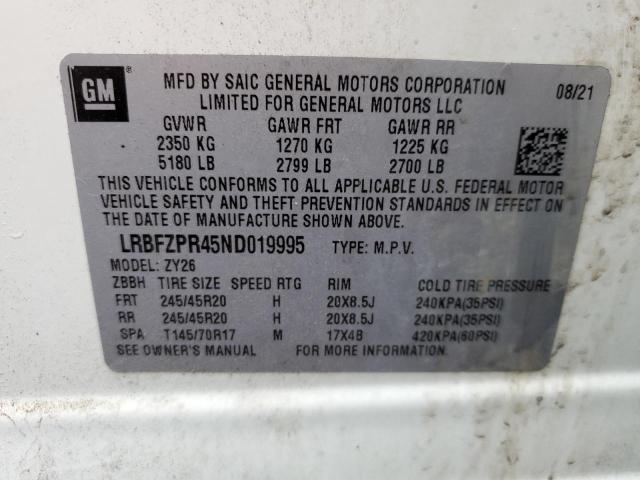 GM ® MFD BY SAIC GENERAL MOTORS CORPORATION 08/21
LIMITED FOR GENERAL MOTORS LLC
GVWR GAWR FRT GAWR RR
2350 KG 1270 KG 1225 KG
5180 LB 2799 LB 2700 LB
THIS VEHICLE CONFORMS TO ALL APPLICABLE U.S. FEDERAL MOTOR
VEHICLE SAFETY AND THEFT PREVENTION STANDARDS IN EFFECT ON
THE DATE OF MANUFACTURE SHOWN ABOVE.
LRBFZPR45ND019995 TYPE: M.P.V.
MODEL: ZY26
ZBBH TIRE SIZE SPEED RTG RIM COLD TIRE PRESSURE
FRT 245/45R20 H 20X8.5J 240KPA(35PSI)
RR 245/45R20 H 20X8.5J 240KPA(35PSI)
SPA T145/70R17 M 17X4B 420KPA(60PSI)
SEE OWNER'S MANUAL FOR MORE INFORMATION.